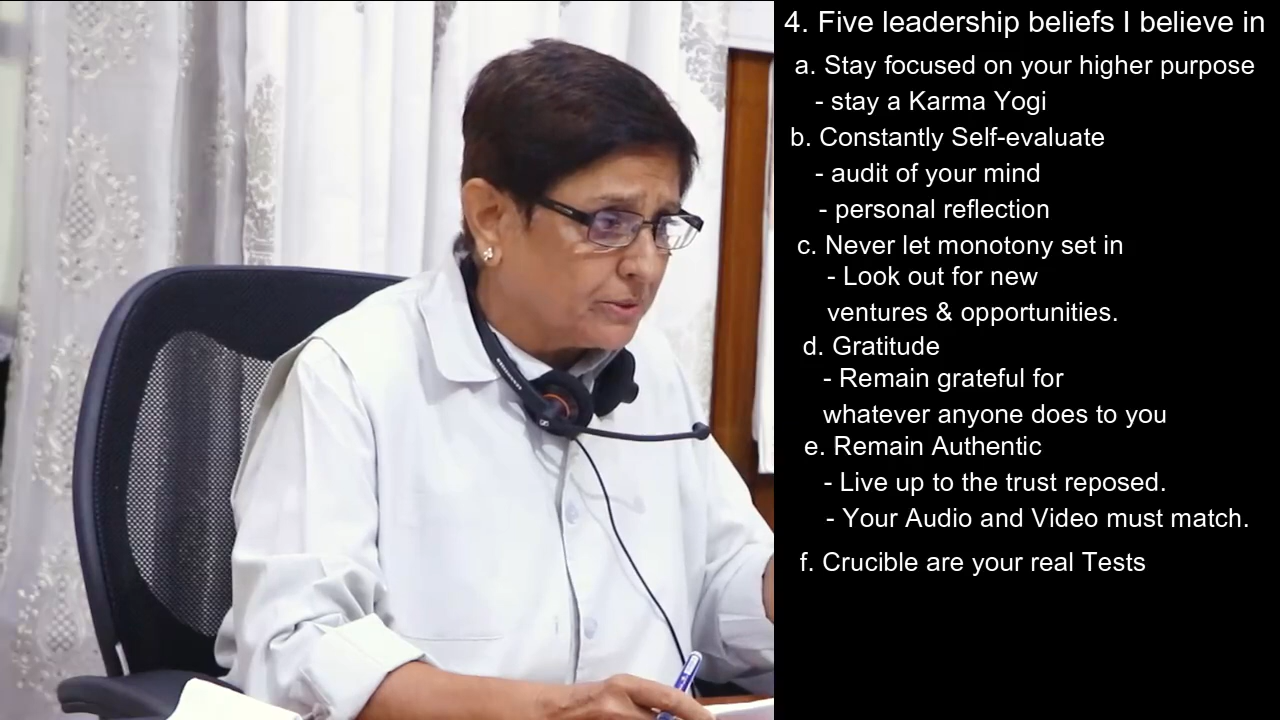 4. Five leadership beliefs I believe in
a. Stay focused on your higher purpose
- stay a Karma Yogi
b. Constantly Self-evaluate
- audit of your mind
- personal reflection
c. Never let monotony set in
- Look out for new
ventures & opportunities.
d. Gratitude
- Remain grateful for
whatever anyone does to you
e. Remain Authentic
- Live up to the trust reposed.
- Your Audio and Video must match.
f. Crucible are your real Tests